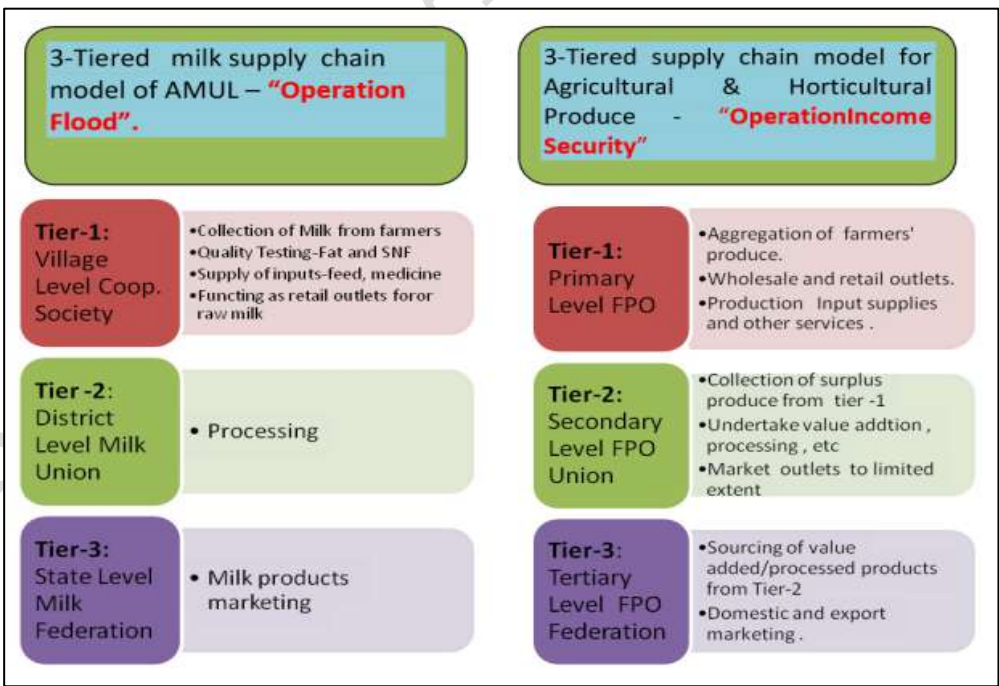 3-Tiered milk supply chain
model of AMUL – “Operation
Flood”.
Tier-1:
Village
Level Coop.
Society
•Collection of Milk from farmers
•Quality Testing-Fat and SNF
•Supply of inputs-feed, medicine
•Functing as retail outlets foror
raw milk
Tier -2:
District
Level Milk
Union
• Processing
Tier-3:
State Level
Milk
Federation
• Milk products
marketing
3-Tiered supply chain model for
Agricultural & Horticultural
Produce - “OperationIncome
Security”
Tier-1:
Primary
Level FPO
•Aggregation of farmers'
produce.
•Wholesale and retail outlets.
•Production Input supplies
and other services .
Tier-2:
Secondary
Level FPO
Union
•Collection of surplus
produce from tier -1
•Undertake value addtion ,
processing , etc
•Market outlets to limited
extent
Tier-3:
Tertiary
Level FPO
Federation
•Sourcing of value
added/processed products
from Tier-2
•Domestic and export
marketing .